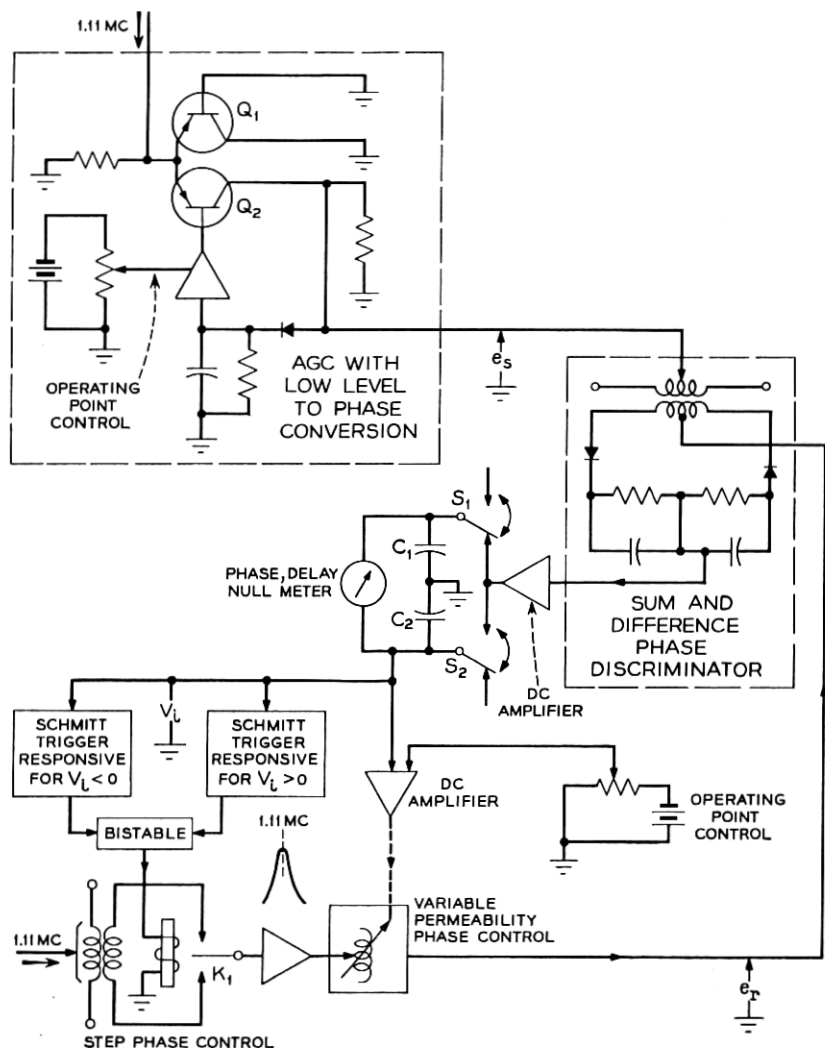 1.11 MC
Q1
Q2
OPERATING
POINT
CONTROL
AGC WITH
LOW LEVEL
TO PHASE
CONVERSION
es
S1
C1
PHASE, DELAY
NULL METER
C2
S2
DC
AMPLIFIER
SUM AND
DIFFERENCE
PHASE
DISCRIMINATOR
Vi
SCHMITT
TRIGGER
RESPONSIVE
FOR Vi < 0
SCHMITT
TRIGGER
RESPONSIVE
FOR Vi > 0
DC
AMPLIFIER
OPERATING
POINT
CONTROL
BISTABLE
1.11 MC
VARIABLE
PERMEABILITY
PHASE CONTROL
1.11 MC
K1
er
STEP PHASE CONTROL